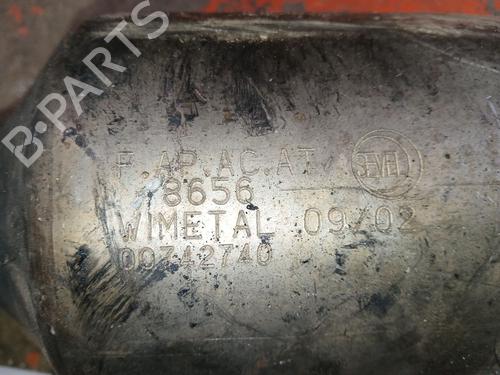 B-PARTS
F.AP.AC.AT. SEVEL
8656
WIMETAL 09/02
00742740